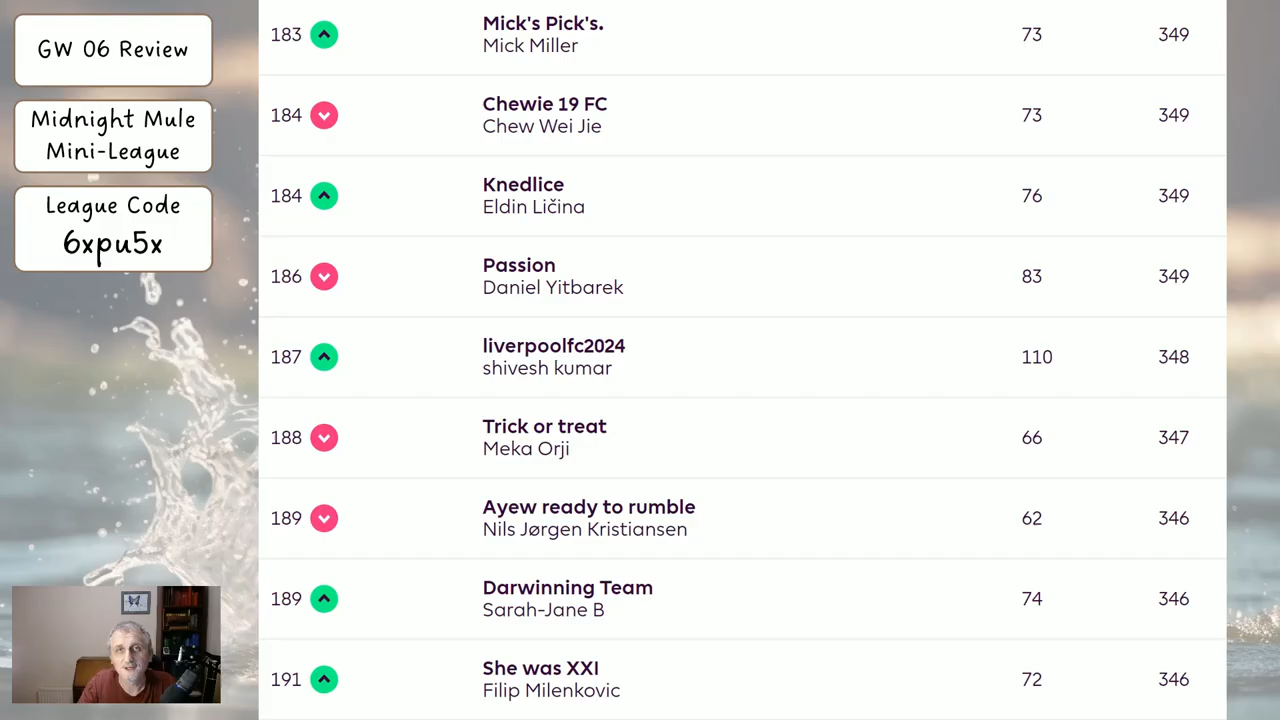 GW 06 Review
Midnight Mule
Mini-League
League Code
6xpu5x
183 Mick's Pick's. 73 349
Mick Miller
184 Chewie 19 FC 73 349
Chew Wei Jie
184 Knedlice 76 349
Eldin Ličina
186 Passion 83 349
Daniel Yitbarek
187 liverpoolfc2024 110 348
shivesh kumar
188 Trick or treat 66 347
Meka Orji
189 Ayew ready to rumble 62 346
Nils Jørgen Kristiansen
189 Darwinning Team 74 346
Sarah-Jane B
191 She was XXI 72 346
Filip Milenkovic